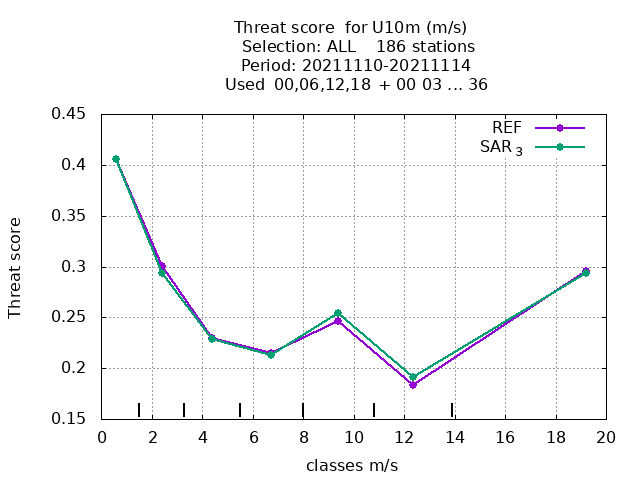 Threat score for U10m (m/s)
Selection: ALL 186 stations
Period: 20211110-20211114
Used 00,06,12,18 + 00 03 ... 36
REF
SAR 3
Threat score
0.45
0.4
0.35
0.3
0.25
0.2
0.15
0 2 4 6 8 10 12 14 16 18 20
classes m/s